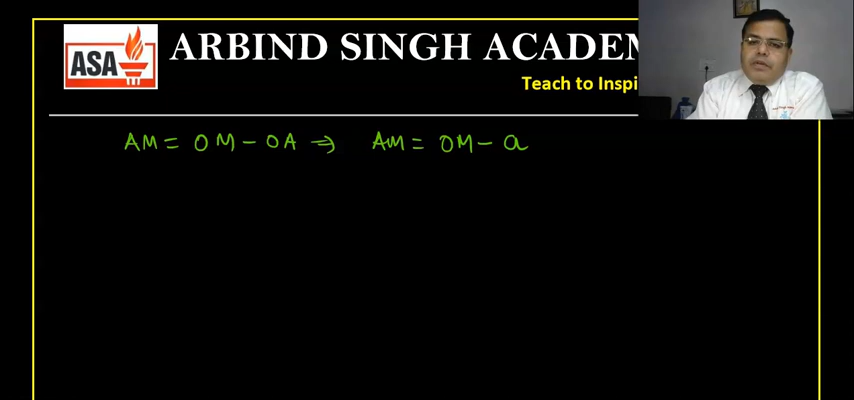 ASA
ARBIND SINGH ACADEM
Teach to Inspi
AM = OM - OA ⇒ AM = OM - a